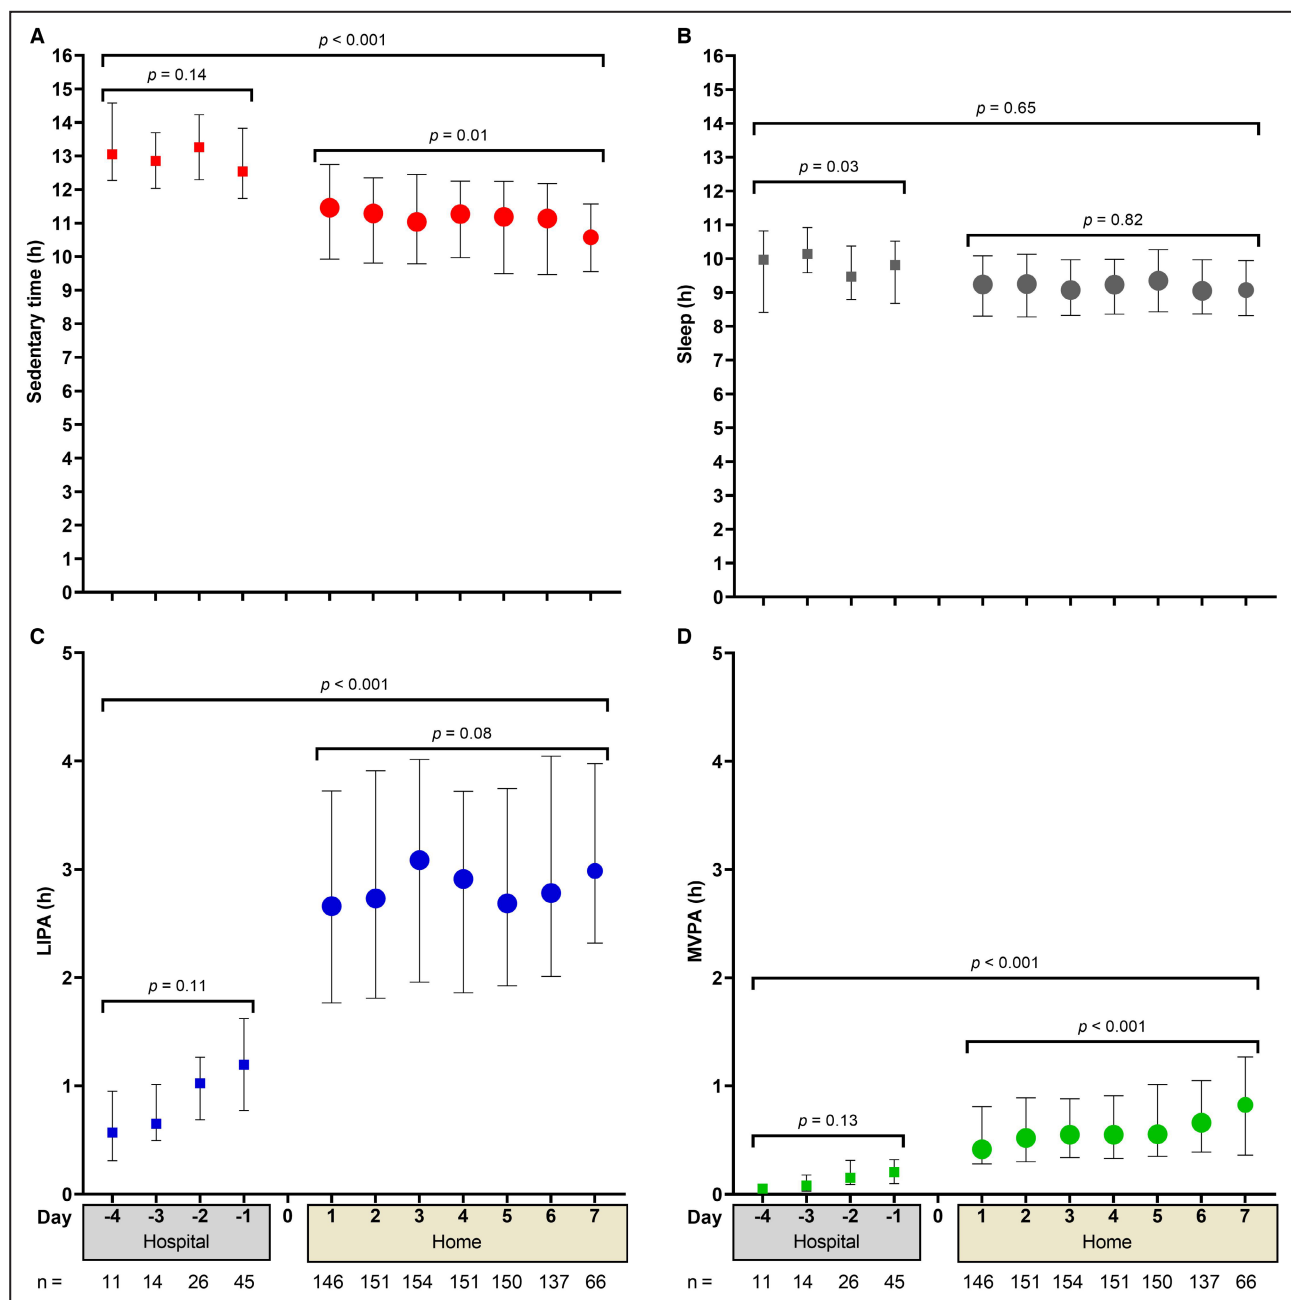 A
p < 0.001
p = 0.14
p = 0.01
16
15
14
13
12
11
10
9
8
7
6
5
4
3
2
1
0
Sedentary time (h)
B
p = 0.65
p = 0.03
p = 0.82
16
15
14
13
12
11
10
9
8
7
6
5
4
3
2
1
0
Sleep (h)
C
p < 0.001
p = 0.08
p = 0.11
5
4
3
2
1
0
LIPA (h)
Day -4 -3 -2 -1 0 1 2 3 4 5 6 7
Hospital Home
n = 11 14 26 45 146 151 154 151 150 137 66
D
p < 0.001
p < 0.001
p = 0.13
5
4
3
2
1
0
MVPA (h)
Day -4 -3 -2 -1 0 1 2 3 4 5 6 7
Hospital Home
n = 11 14 26 45 146 151 154 151 150 137 66